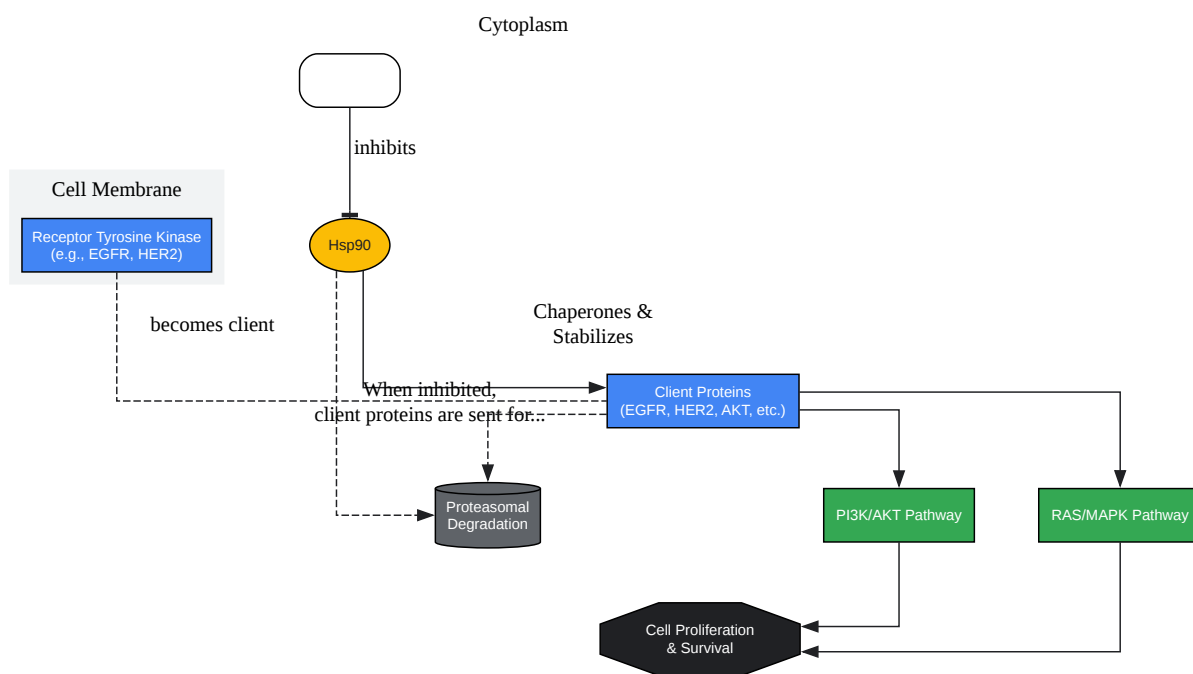 Cytoplasm
inhibits
Cell Membrane
Receptor Tyrosine Kinase
(e.g., EGFR, HER2)
Hsp90
becomes client
Chaperones &
Stabilizes
When inhibited,
client proteins are sent for...
Client Proteins
(EGFR, HER2, AKT, etc.)
Proteasomal
Degradation
PI3K/AKT Pathway
RAS/MAPK Pathway
Cell Proliferation
& Survival